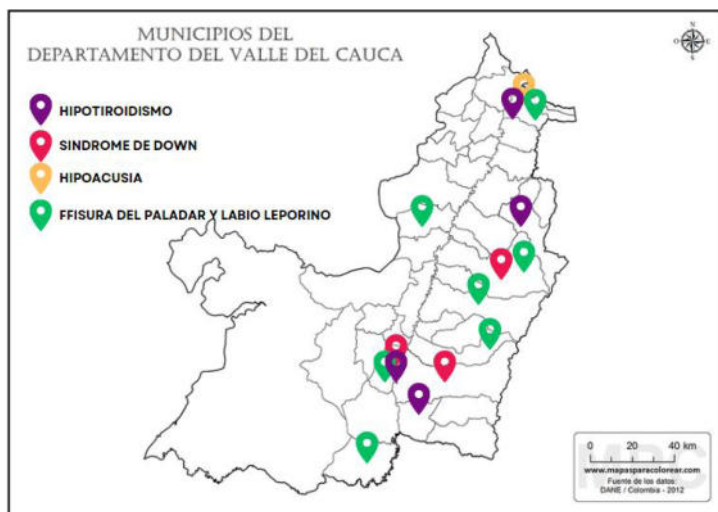 MUNICIPIOS DEL
DEPARTAMENTO DEL VALLE DEL CAUCA
N
O
E
S
HIPOTIROIDISMO
SINDROME DE DOWN
HIPOACUSIA
FFISURA DEL PALADAR Y LABIO LEPORINO
0 20 40 km
MPC
www.mapasparacolorear.com
Fuente de los datos:
DANE / Colombia - 2012